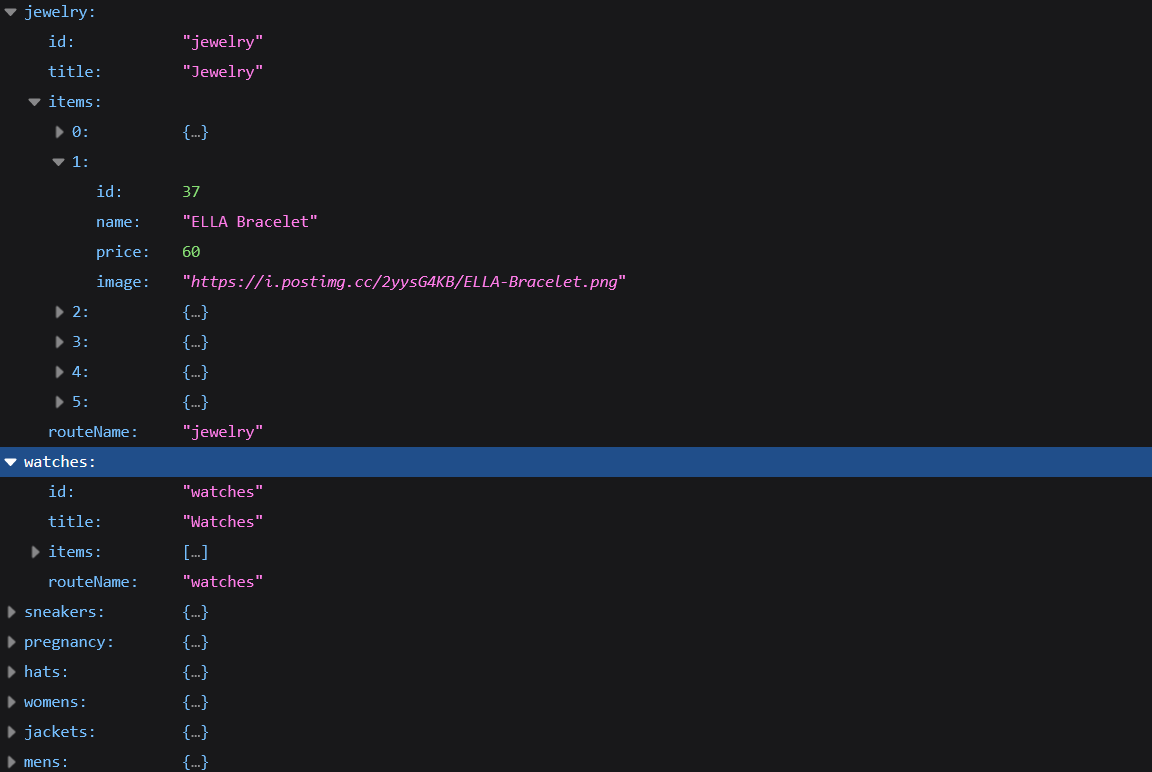 jewelry:
id: "jewelry"
title: "Jewelry"
items:
0: {…}
1:
id: 37
name: "ELLA Bracelet"
price: 60
image: "https://i.postimg.cc/2yysG4KB/ELLA-Bracelet.png"
2: {…}
3: {…}
4: {…}
5: {…}
routeName: "jewelry"
watches:
id: "watches"
title: "Watches"
items: […]
routeName: "watches"
sneakers: {…}
pregnancy: {…}
hats: {…}
womens: {…}
jackets: {…}
mens: {…}